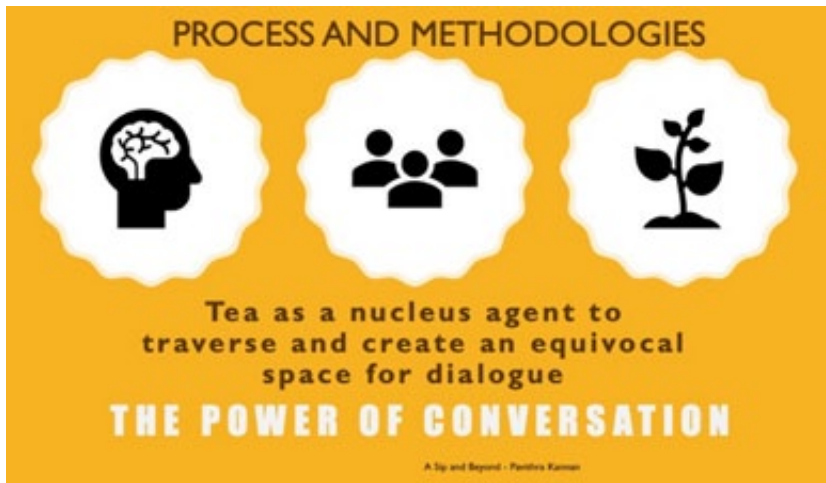 PROCESS AND METHODOLOGIES
Tea as a nucleus agent to
traverse and create an equivocal
space for dialogue
THE POWER OF CONVERSATION
A Sip and Beyond - Kannan